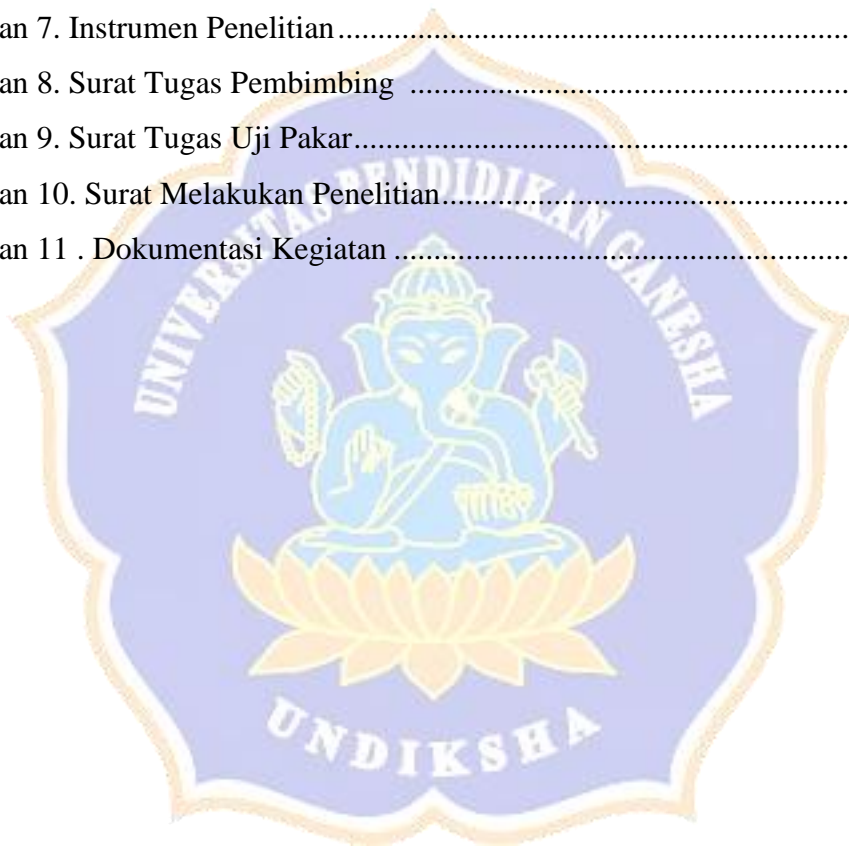 an 7. Instrumen Penelitian..........................................................
an 8. Surat Tugas Pembimbing ..................................................
an 9. Surat Tugas Uji Pakar........................................................
an 10. Surat Melakukan Penelitian..............................................
an 11 . Dokumentasi Kegiatan ....................................................
UNIVERSITAS PENDIDIKAN GANESHA
UNDIKSHA